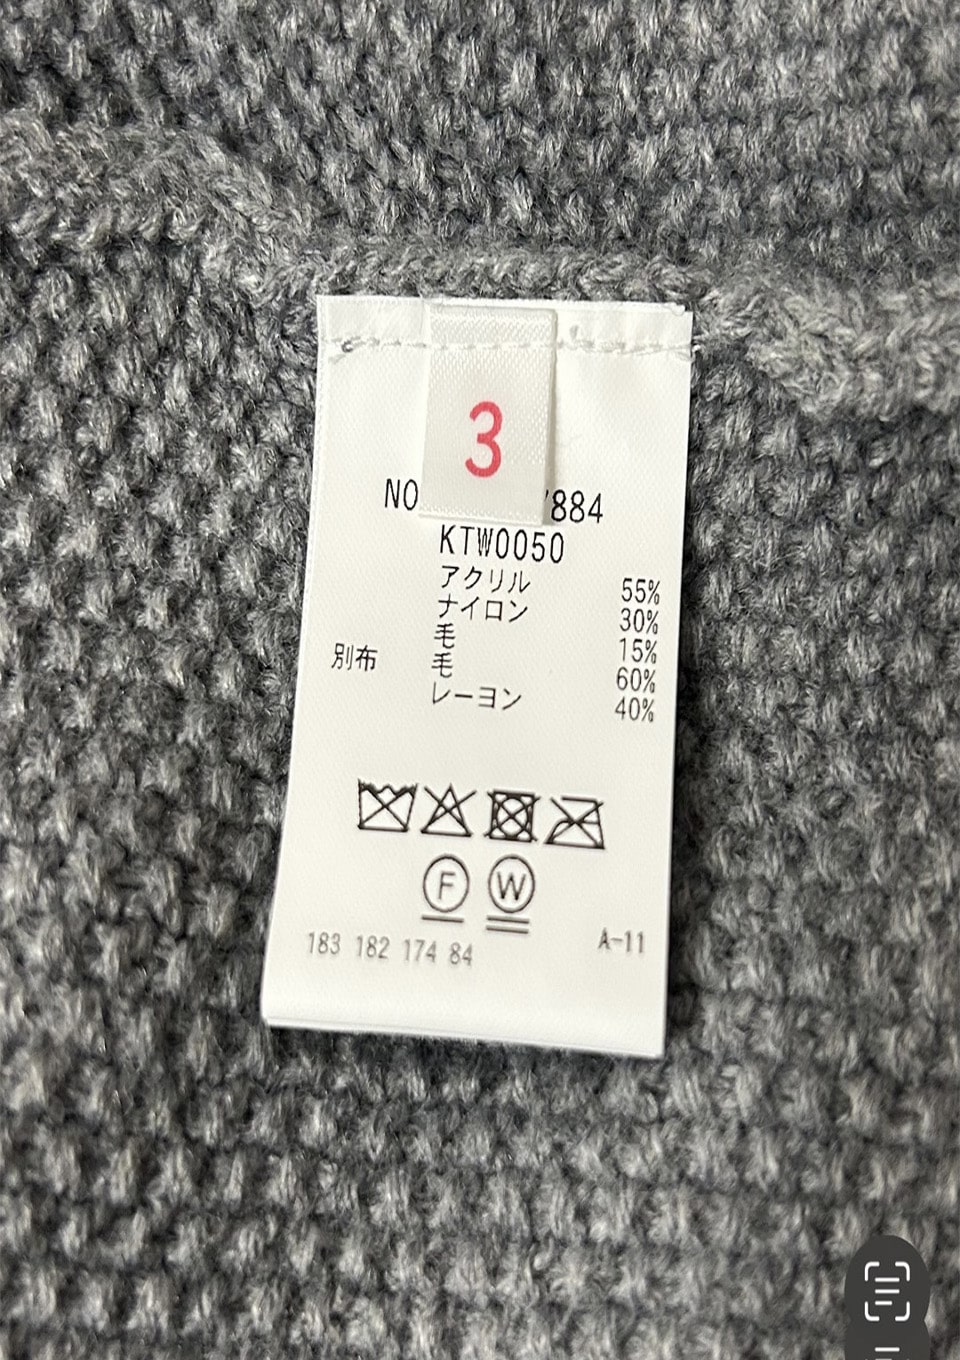 3
NO 884
KTW0050
アクリル 55%
ナイロン 30%
毛 15%
別布 毛 60%
レーヨン 40%
F W
183 182 174 84 A-11